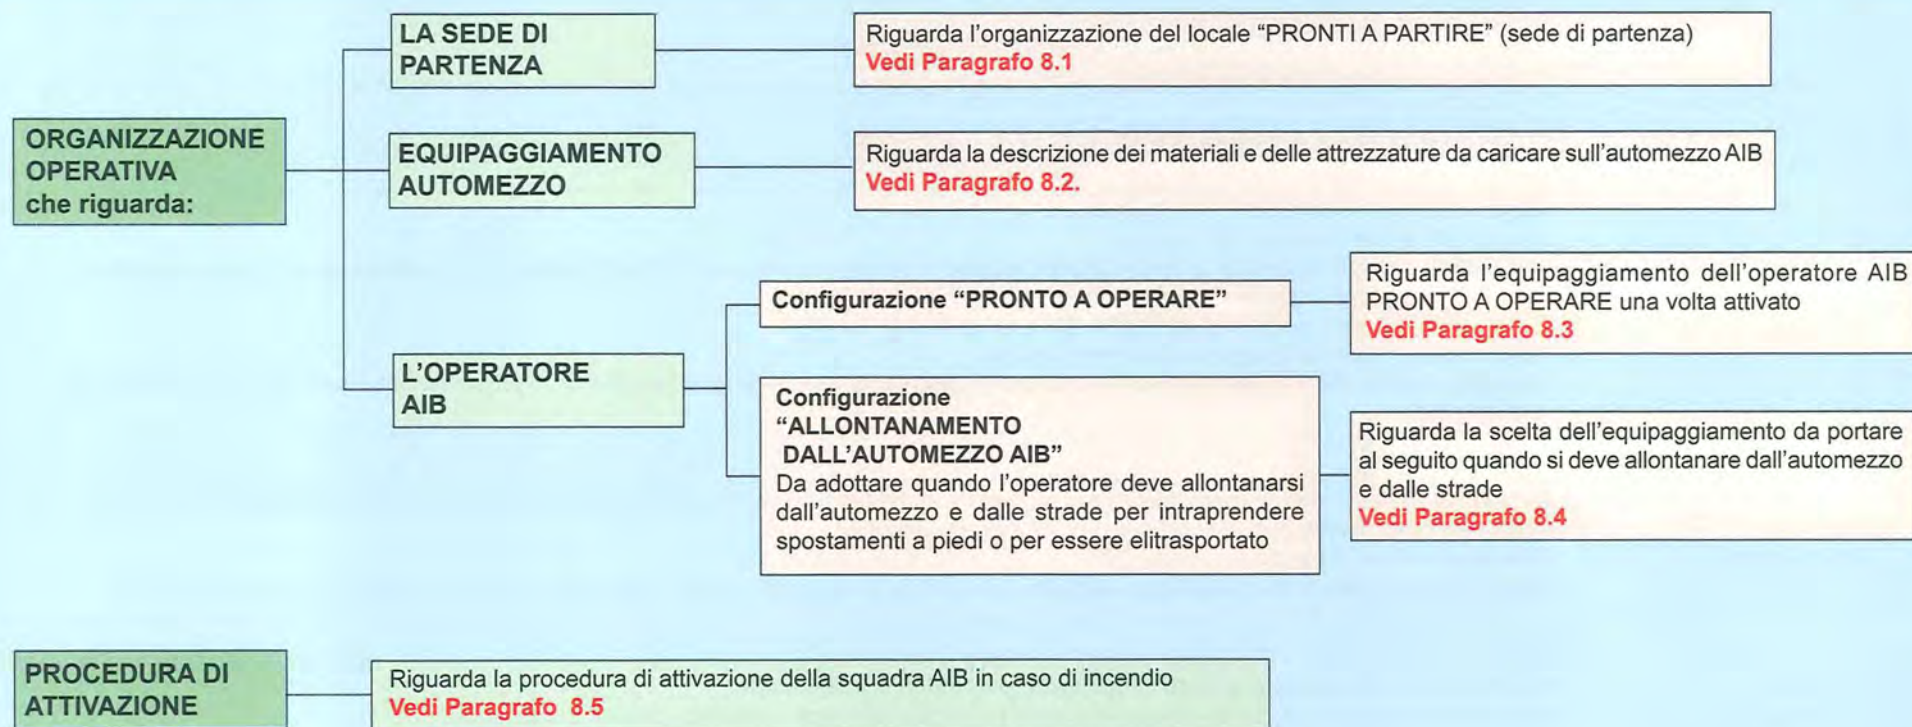 ORGANIZZAZIONE
OPERATIVA
che riguarda:
LA SEDE DI
PARTENZA
Riguarda l'organizzazione del locale “PRONTI A PARTIRE” (sede di partenza)
Vedi Paragrafo 8.1
EQUIPAGGIAMENTO
AUTOMEZZO
Riguarda la descrizione dei materiali e delle attrezzature da caricare sull'automezzo AIB
Vedi Paragrafo 8.2.
L'OPERATORE
AIB
Configurazione “PRONTO A OPERARE”
Riguarda l'equipaggiamento dell'operatore AIB
PRONTO A OPERARE una volta attivato
Vedi Paragrafo 8.3
Configurazione
“ALLONTANAMENTO
DALL'AUTOMEZZO AIB”
Da adottare quando l'operatore deve allontanarsi
dall'automezzo e dalle strade per intraprendere
spostamenti a piedi o per essere elitrasportato
Riguarda la scelta dell'equipaggiamento da portare
al seguito quando si deve allontanare dall'automezzo
e dalle strade
Vedi Paragrafo 8.4
PROCEDURA DI
ATTIVAZIONE
Riguarda la procedura di attivazione della squadra AIB in caso di incendio
Vedi Paragrafo 8.5